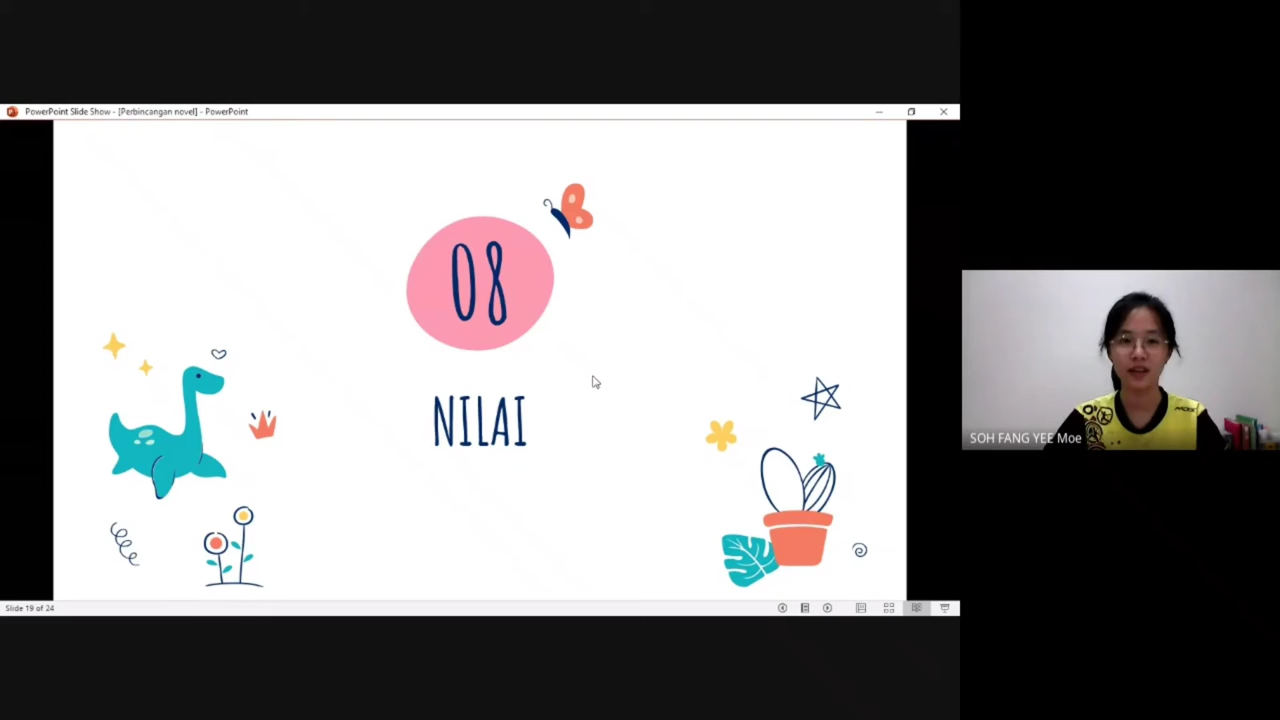 PowerPoint Slide Show - [Perbincangan novel] - PowerPoint
08
NILAI
SOH FANG YEE Moe
Slide 19 of 24